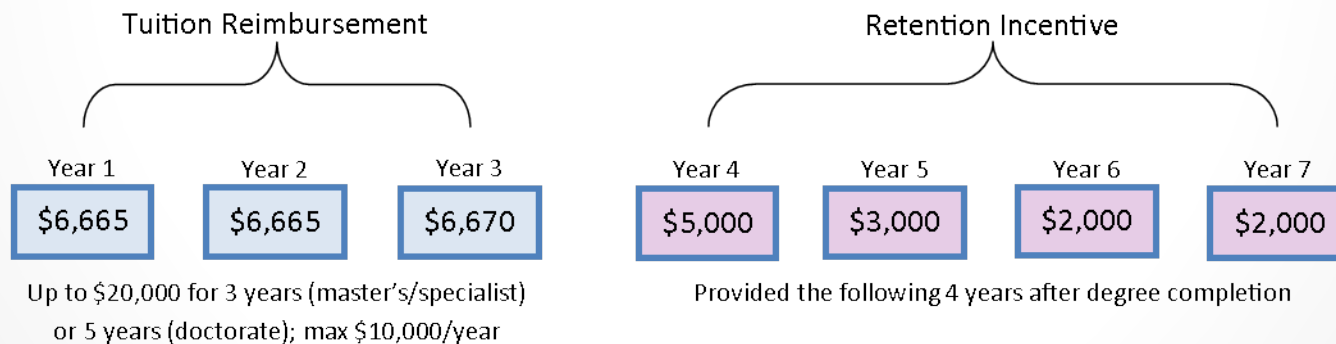 Tuition Reimbursement
Retention Incentive
Year 1
Year 2
Year 3
Year 4
Year 5
Year 6
Year 7
$6,665
$6,665
$6,670
$5,000
$3,000
$2,000
$2,000
Up to $20,000 for 3 years (master's/specialist)
or 5 years (doctorate); max $10,000/year
Provided the following 4 years after degree completion